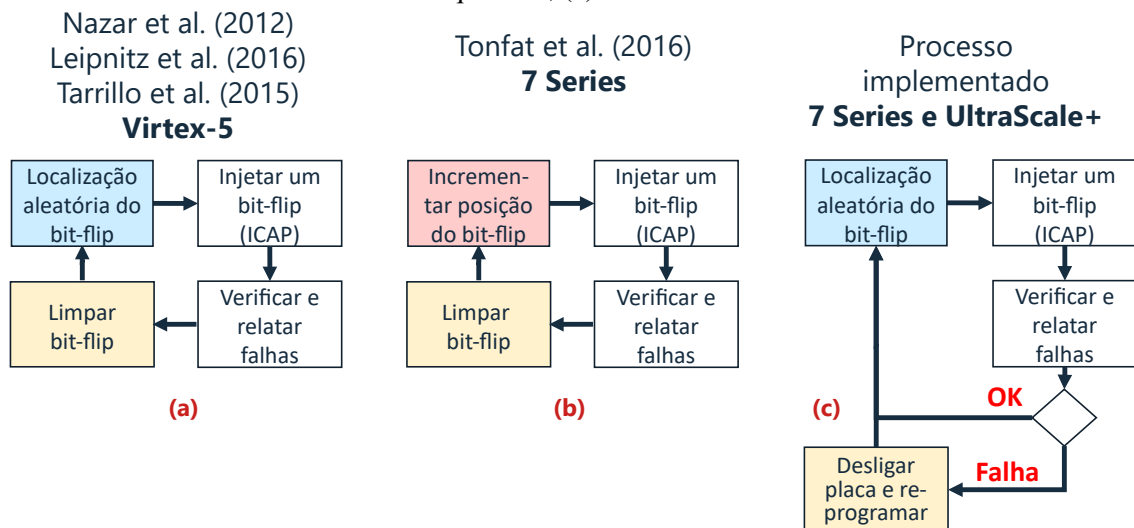 Nazar et al. (2012)
Leipnitz et al. (2016)
Tarrillo et al. (2015)
Virtex-5
Localização
aleatória do
bit-flip
Injetar um
bit-flip
(ICAP)
Limpar
bit-flip
Verificar e
relatar
falhas
(a)
Tonfat et al. (2016)
7 Series
Incremen-
tar posição
do bit-flip
Injetar um
bit-flip
(ICAP)
Limpar
bit-flip
Verificar e
relatar
falhas
(b)
Processo
implementado
7 Series e UltraScale+
Localização
aleatória do
bit-flip
Injetar um
bit-flip
(ICAP)
Verificar e
relatar
falhas
(c)
OK
Falha
Desligar
placa e re-
programar